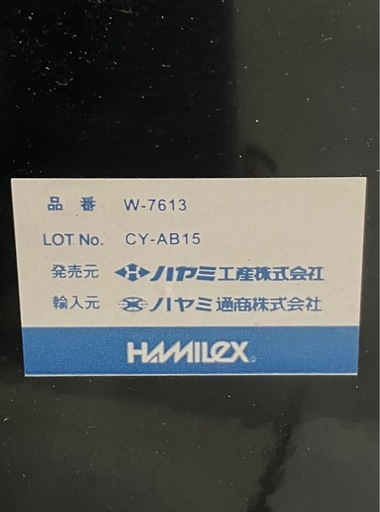 品番 W-7613
LOT No. CY-AB15
発売元 ハヤミ工産株式会社
輸入元 ハヤミ通商株式会社
HAMILeX®